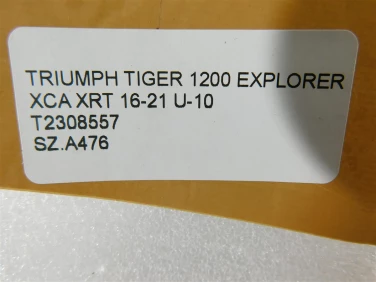 TRIUMPH TIGER 1200 EXPLORER
XCA XRT 16-21 U-10
T2308557
SZ.A476